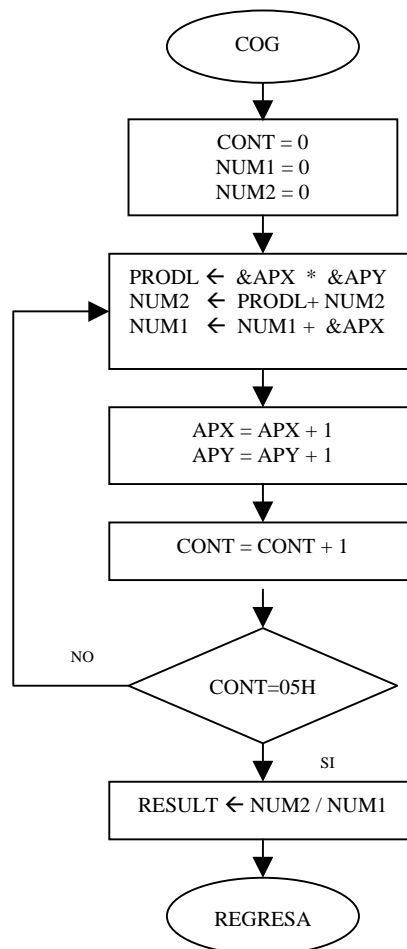 COG
CONT = 0
NUM1 = 0
NUM2 = 0
PRODL ← &APX * &APY
NUM2 ← PRODL+ NUM2
NUM1 ← NUM1 + &APX
APX = APX + 1
APY = APY + 1
CONT = CONT + 1
NO
CONT=05H
SI
RESULT ← NUM2 / NUM1
REGRESA